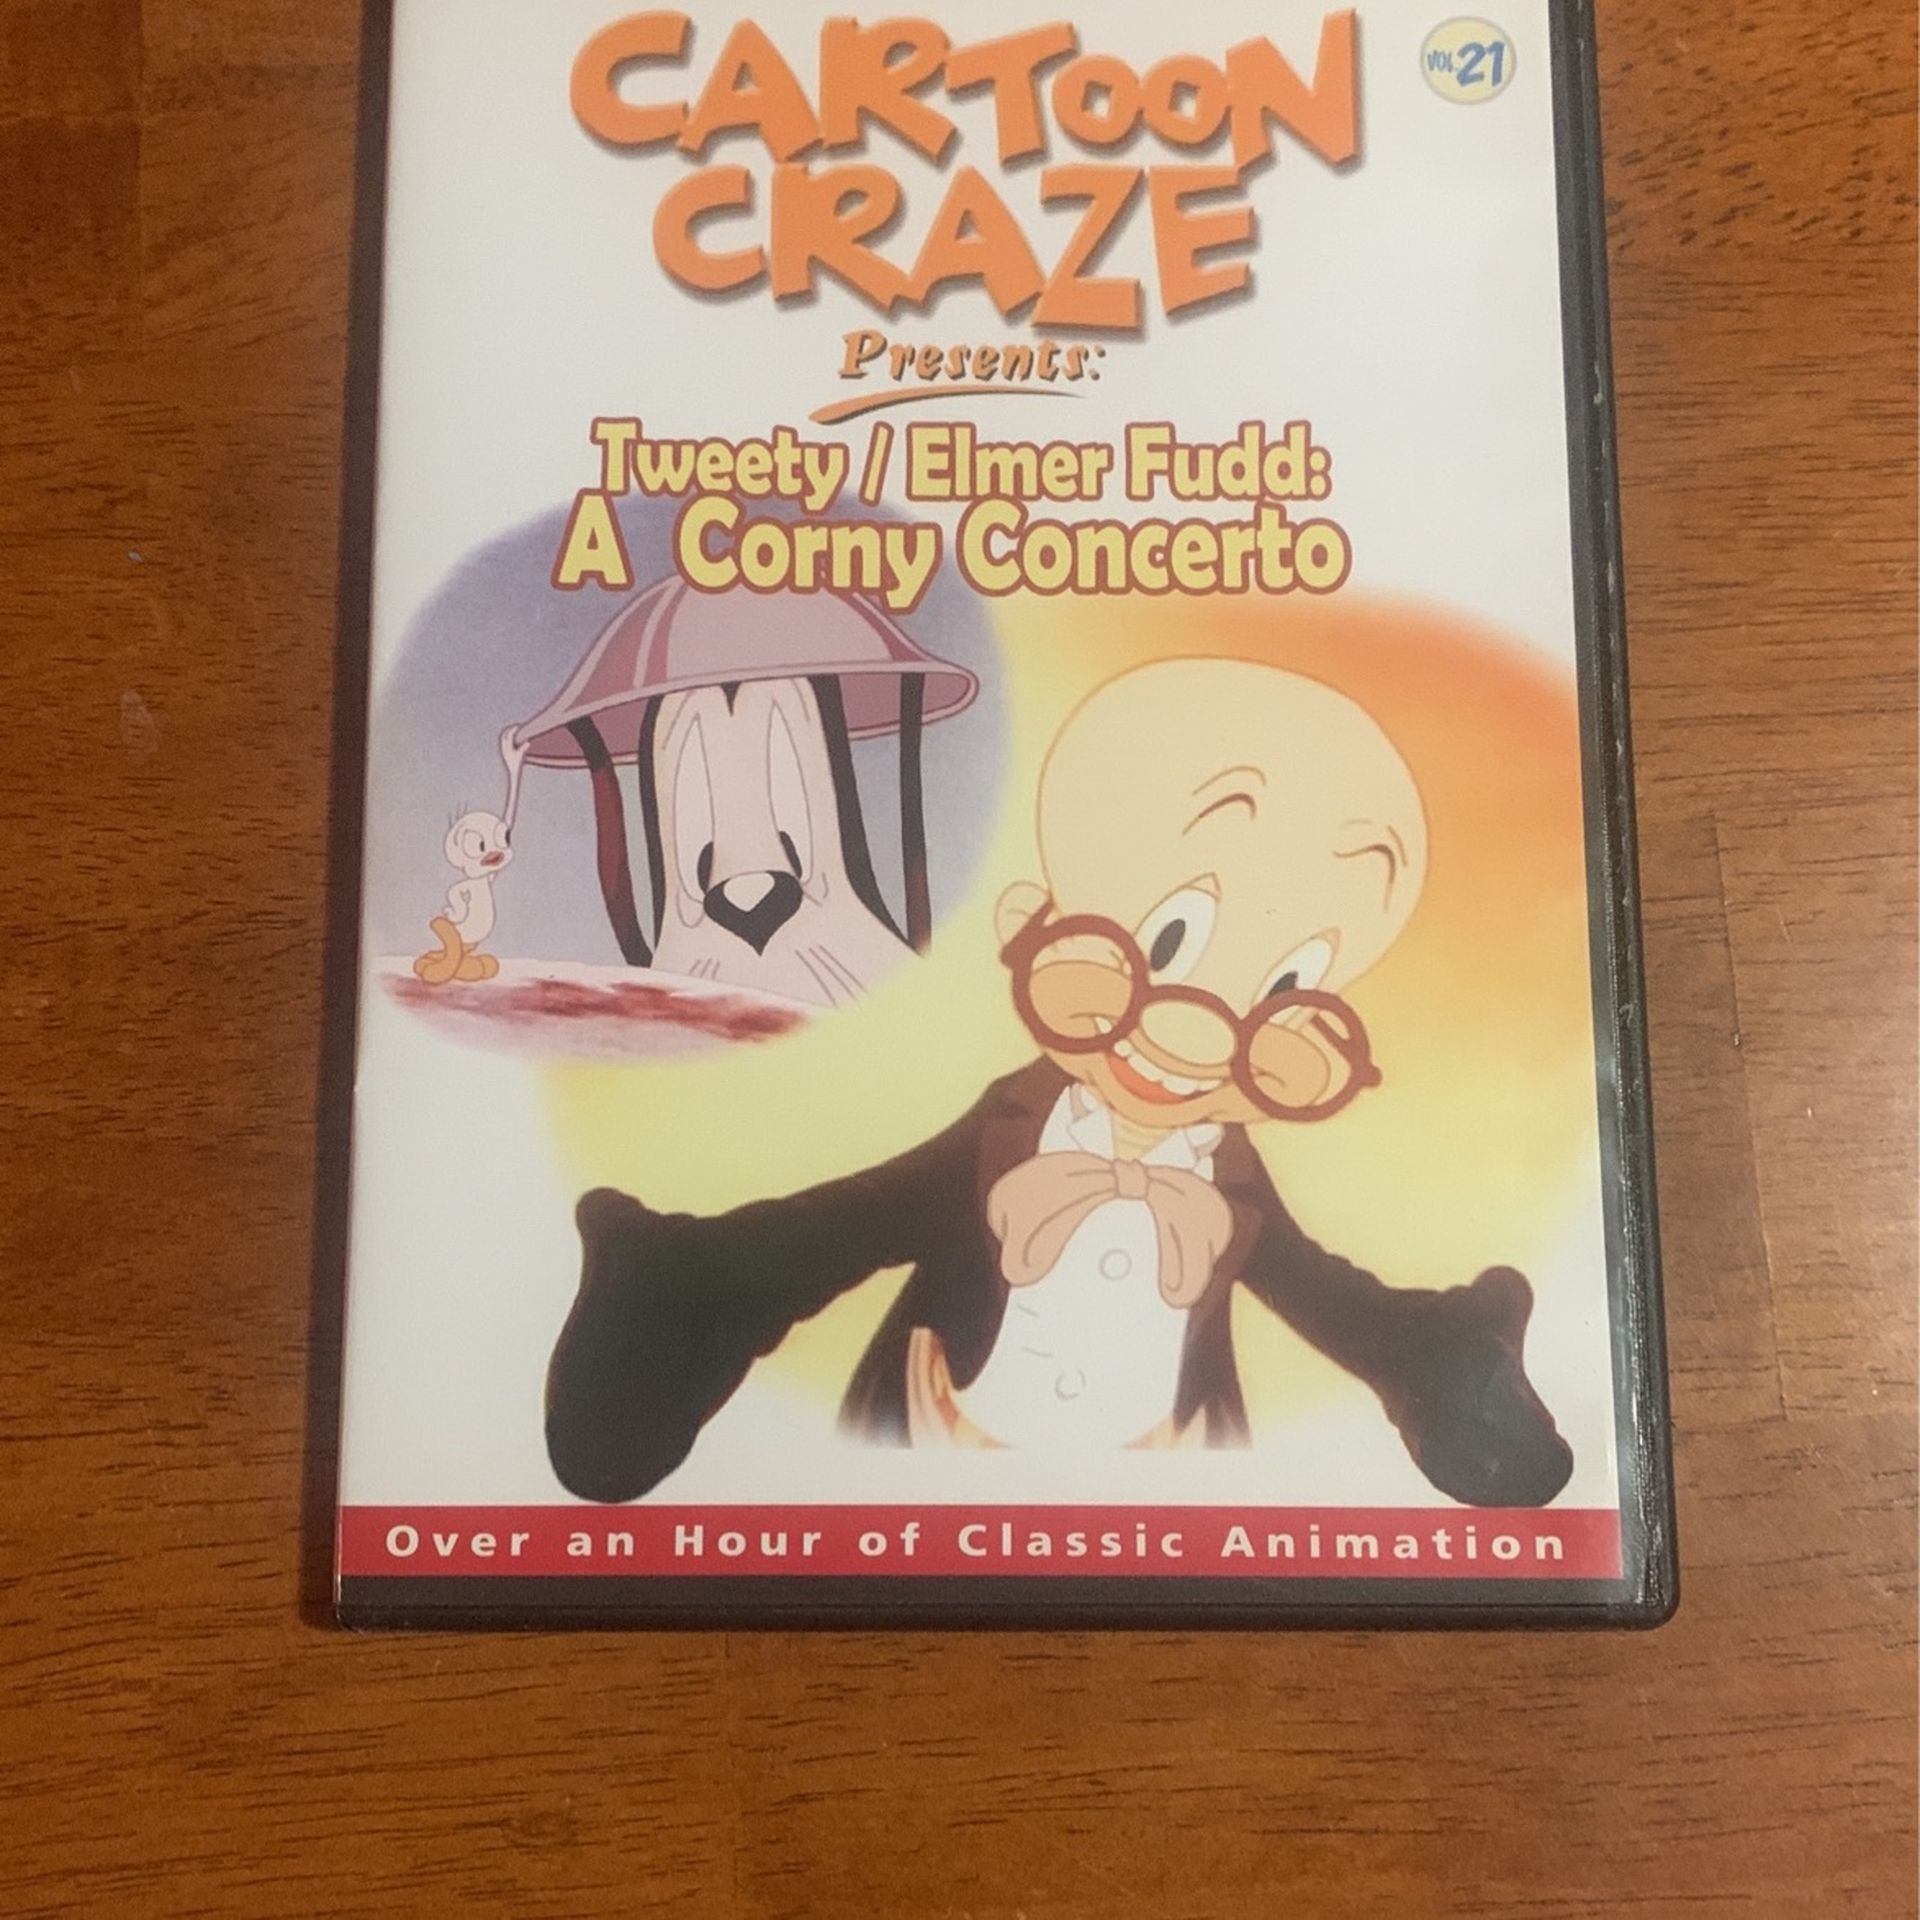 CARTOON
CRAZE
VOL. 21
Presents:
Tweety / Elmer Fudd:
A Corny Concerto
Over an Hour of Classic Animation